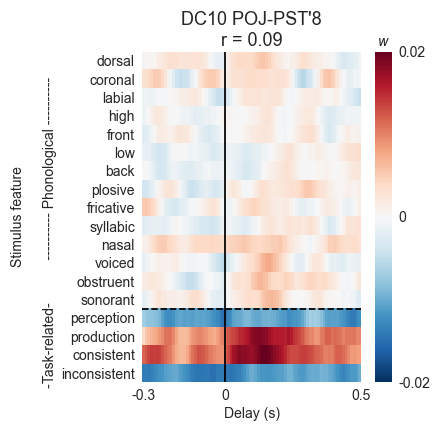 DC10 POJ-PST'8
r = 0.09
w
Stimulus feature
---------- Phonological ----------
-Task-related-
dorsal
coronal
labial
high
front
low
back
plosive
fricative
syllabic
nasal
voiced
obstruent
sonorant
perception
production
consistent
inconsistent
-0.3
0
0.5
Delay (s)
0.02
0
-0.02